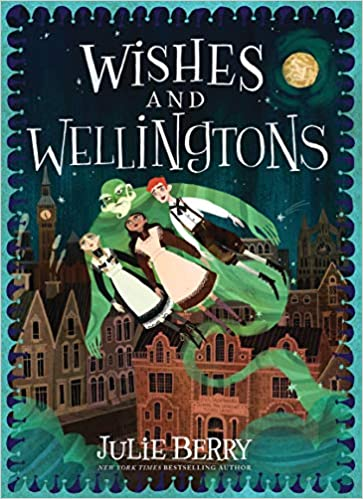 WISHES
AND
WELLINGTONS
JULIE BERRY
NEW YORK TIMES BESTSELLING AUTHOR